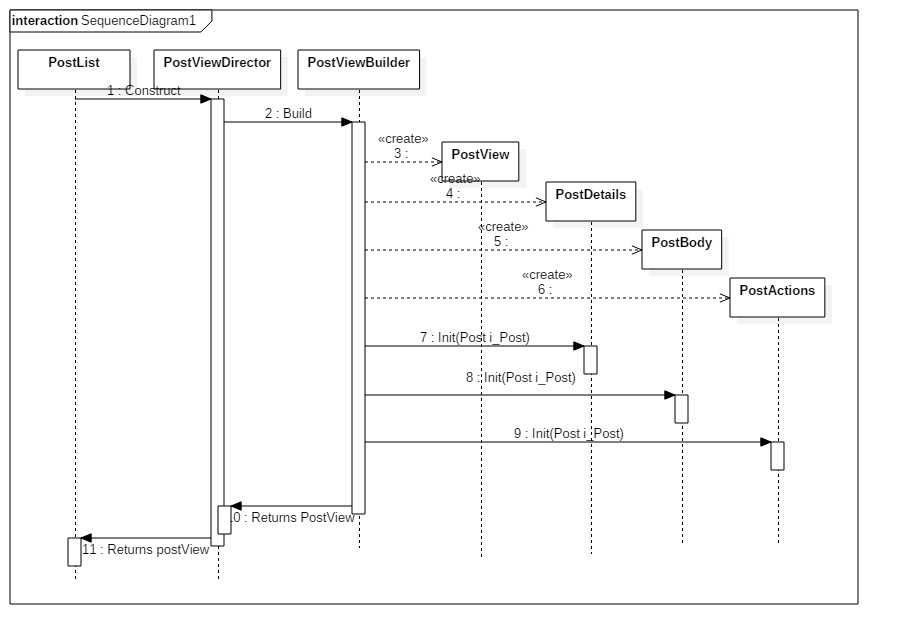 interaction SequenceDiagram1
PostList
PostViewDirector
PostViewBuilder
1 : Construct
2 : Build
«create»
3 :
PostView
«create»
4 :
PostDetails
«create»
5 :
PostBody
«create»
6 :
PostActions
7 : Init(Post i_Post)
8 : Init(Post i_Post)
9 : Init(Post i_Post)
10 : Returns PostView
11 : Returns postView